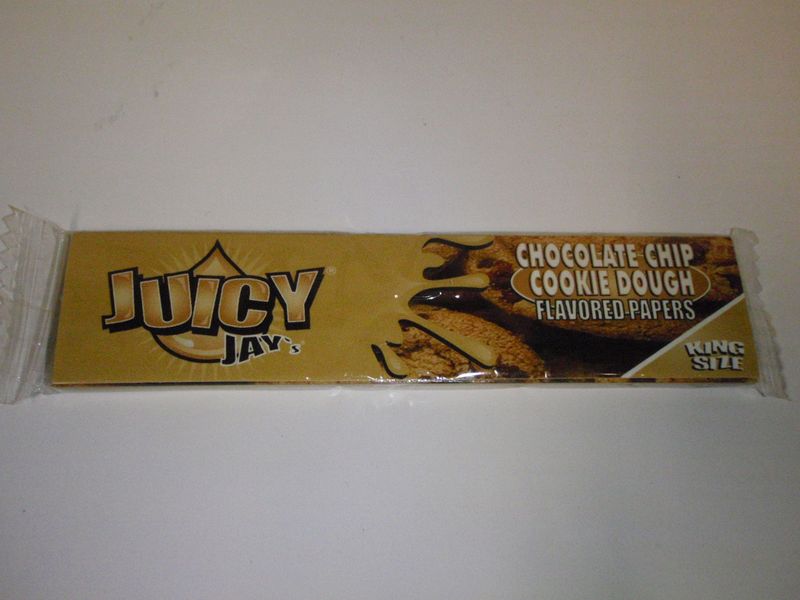 JUICY®
JAY's
CHOCOLATE CHIP
COOKIE DOUGH
FLAVORED PAPERS
KING
SIZE